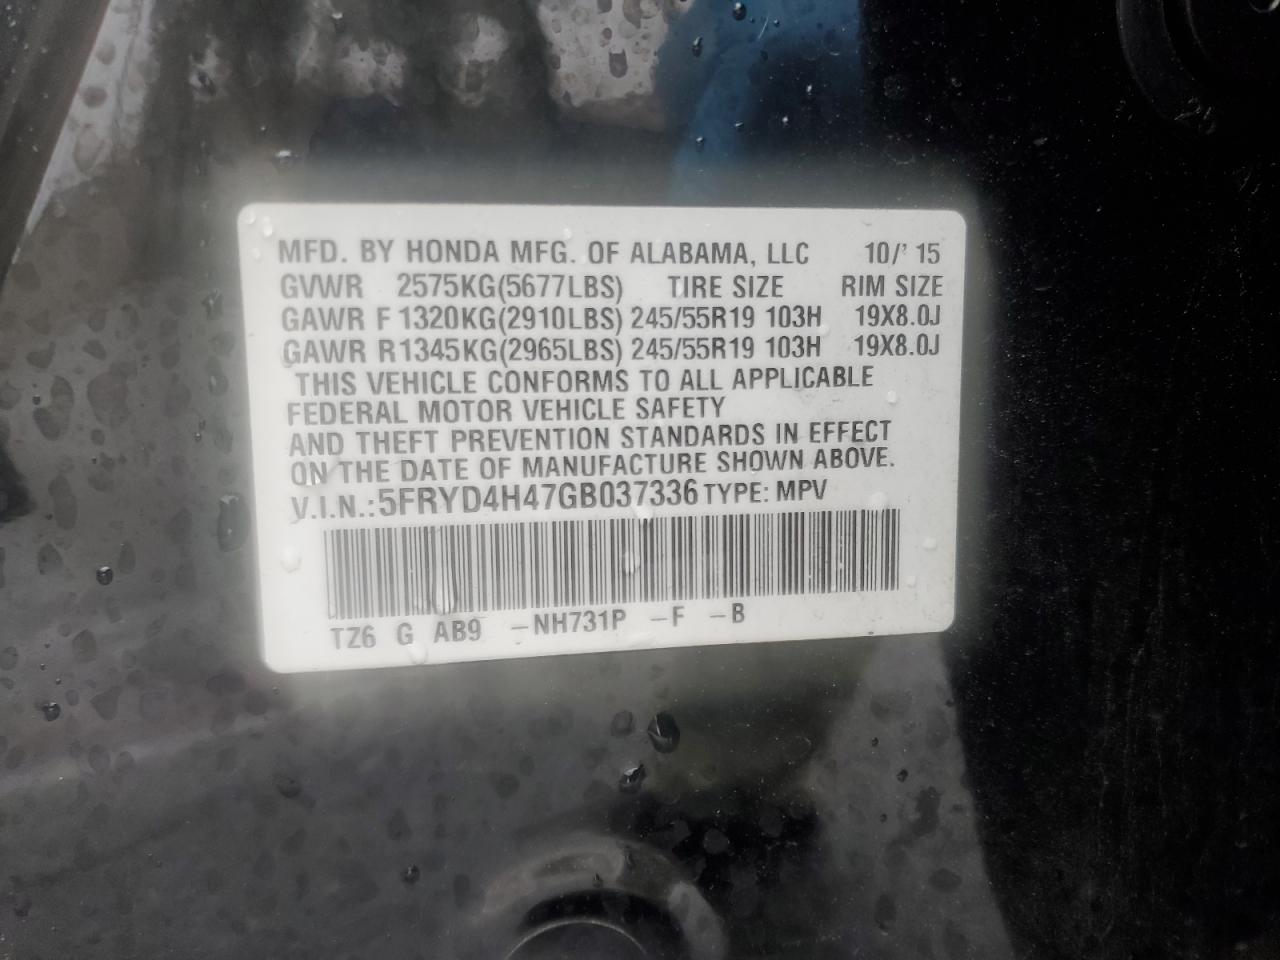 MFD. BY HONDA MFG. OF ALABAMA, LLC 10/' 15
GVWR 2575KG(5677LBS) TIRE SIZE RIM SIZE
GAWR F 1320KG(2910LBS) 245/55R19 103H 19X8.0J
GAWR R1345KG(2965LBS) 245/55R19 103H 19X8.0J
THIS VEHICLE CONFORMS TO ALL APPLICABLE
FEDERAL MOTOR VEHICLE SAFETY
AND THEFT PREVENTION STANDARDS IN EFFECT
ON THE DATE OF MANUFACTURE SHOWN ABOVE.
V.I.N.:5FRYD4H47GB037336 TYPE: MPV
TZ6 G AB9 -NH731P -F -B